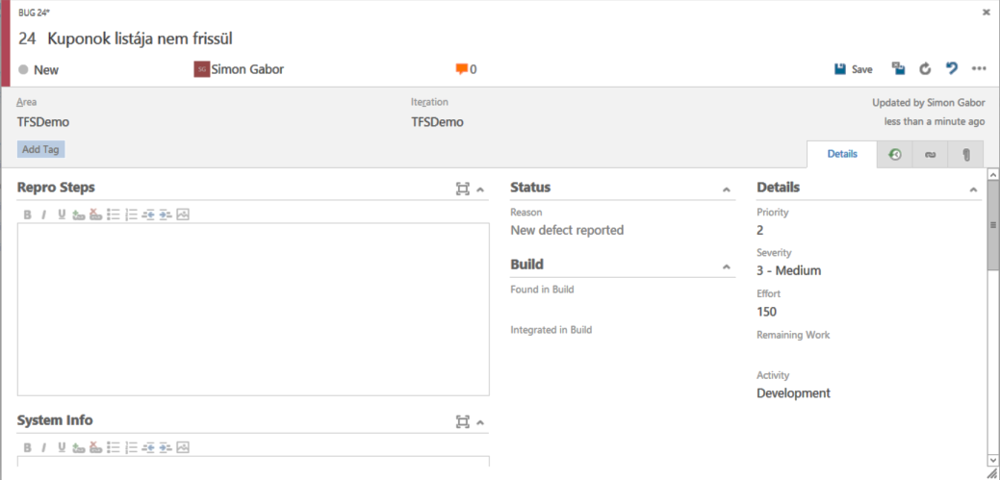 BUG 24*
24 Kuponok listája nem frissül
New
SG Simon Gabor
0
Save
Area
Iteration
Updated by Simon Gabor
TFSDemo
TFSDemo
less than a minute ago
Add Tag
Details
Repro Steps
B I U
Status
Reason
New defect reported
Build
Found in Build
Integrated in Build
Details
Priority
2
Severity
3 - Medium
Effort
150
Remaining Work
Activity
Development
System Info
B I U